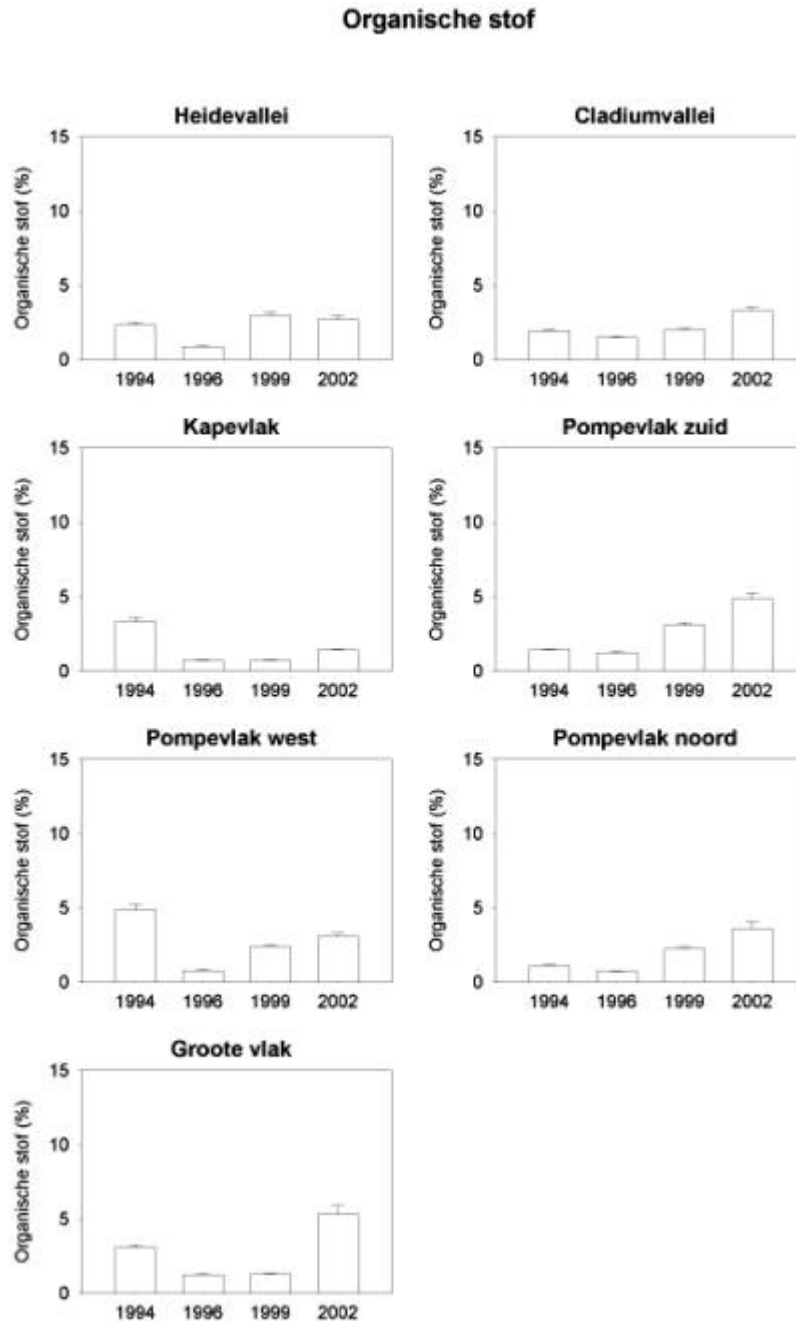 Organische stof
Heidevallei
Organische stof (%)
15
10
5
0
1994 1996 1999 2002
Cladiumvallei
Organische stof (%)
15
10
5
0
1994 1996 1999 2002
Kapevlak
Organische stof (%)
15
10
5
0
1994 1996 1999 2002
Pompevlak zuid
Organische stof (%)
15
10
5
0
1994 1996 1999 2002
Pompevlak west
Organische stof (%)
15
10
5
0
1994 1996 1999 2002
Pompevlak noord
Organische stof (%)
15
10
5
0
1994 1996 1999 2002
Groote vlak
Organische stof (%)
15
10
5
0
1994 1996 1999 2002